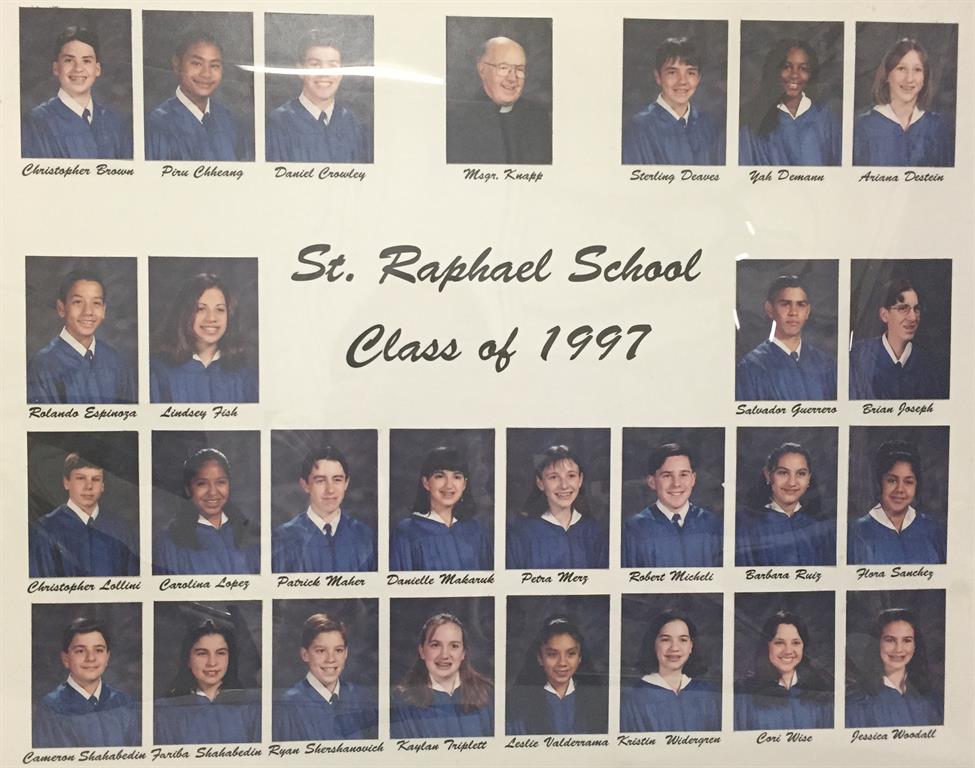 Christopher Brown Piru Chheang Daniel Crowley Msgr. Knapp Sterling Deaves Yah Demann Ariana Destein
St. Raphael School
Class of 1997
Rolando Espinoza Lindsey Fish Salvador Guerrero Brian Joseph
Christopher Lollini Carolina Lopez Patrick Maher Danielle Makaruk Petra Merz Robert Micheli Barbara Ruiz Flora Sanchez
Cameron Shahabedin Fariba Shahabedin Ryan Shershanovich Kaylan Triplett Leslie Valderrama Kristin Widergren Cori Wise Jessica Woodall